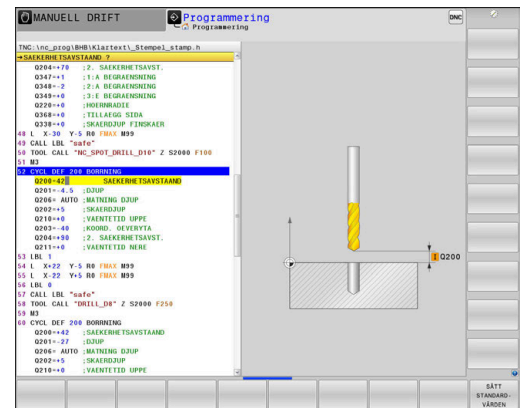 MANUELL DRIFT
Programmering
Programmering
DNC
TNC:\nc_prog\BHB\Klartext\_Stempel_stamp.h
→SAEKERHETSAVSTAAND ?
Q204=+70 ;2. SAEKERHETSAVST.
Q347=+1 ;1:A BEGRAENSNING
Q348=-2 ;2:A BEGRAENSNING
Q349=+0 ;3:E BEGRAENSNING
Q220=+0 ;HOERNRADIE
Q368=+0 ;TILLAEGG SIDA
Q338=+0 ;SKAERDJUP FINSKAER
48 L X-30 Y-5 R0 FMAX M99
49 CALL LBL "safe"
50 TOOL CALL "NC_SPOT_DRILL_D10" Z S2000 F100
51 M3
52 CYCL DEF 200 BORRNING
Q200=42 SAEKERHETSAVSTAAND
Q201=-4.5 ;DJUP
Q206= AUTO ;MATNING DJUP
Q202=+5 ;SKAERDJUP
Q210=+0 ;VAENTETID UPPE
Q203=-40 ;KOORD. OEVERYTA
Q204=+90 ;2. SAEKERHETSAVST.
Q211=+0 ;VAENTETID NERE
53 LBL 1
54 L X+22 Y-5 R0 FMAX M99
55 L X-22 Y+5 R0 FMAX M99
56 LBL 0
57 CALL LBL "safe"
58 TOOL CALL "DRILL_D8" Z S2000 F250
59 M3
60 CYCL DEF 200 BORRNING
Q200=+42 ;SAEKERHETSAVSTAAND
Q201=-27 ;DJUP
Q206= AUTO ;MATNING DJUP
Q202=+5 ;SKAERDJUP
Q210=+0 ;VAENTETID UPPE
Q200
SÄTT
STANDARD-
VÄRDEN